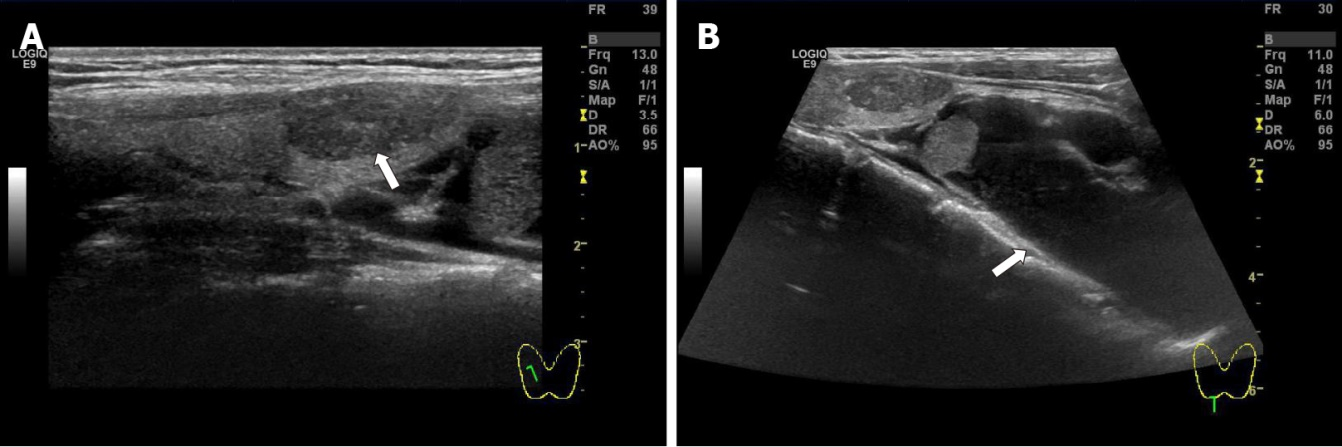 A
LOGIQ
E9
FR 39
B
Frq 13.0
Gn 48
S/A 1/1
Map F/1
D 3.5
DR 66
AO% 95
1
2
3
B
LOGIQ
E9
FR 30
B
Frq 11.0
Gn 48
S/A 1/1
Map F/1
D 6.0
DR 66
AO% 95
2
4
6